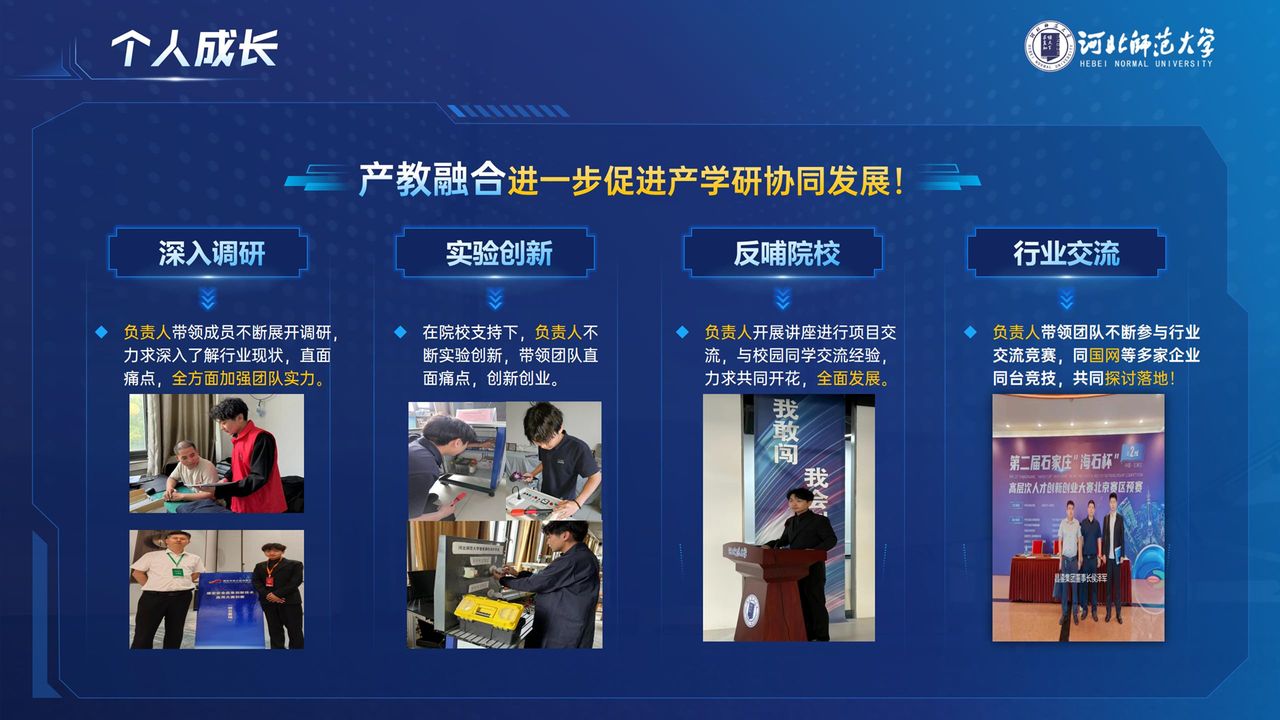 个人成长
河北师范大学
HEBEI NORMAL UNIVERSITY
产教融合进一步促进产学研协同发展！
深入调研
负责人带领成员不断展开调研，
力求深入了解行业现状，直面
痛点，全方面加强团队实力。
实验创新
在院校支持下，负责人不
断实验创新，带领团队直
面痛点，创新创业。
反哺院校
负责人开展讲座进行项目交
流，与校园同学交流经验，
力求共同开花，全面发展。
我敢闯
我会
行业交流
负责人带领团队不断参与行业
交流竞赛，同国网等多家企业
同台竞技，共同探讨落地！
第二届石家庄“海石杯”
高层次人才创新创业大赛北京赛区预赛